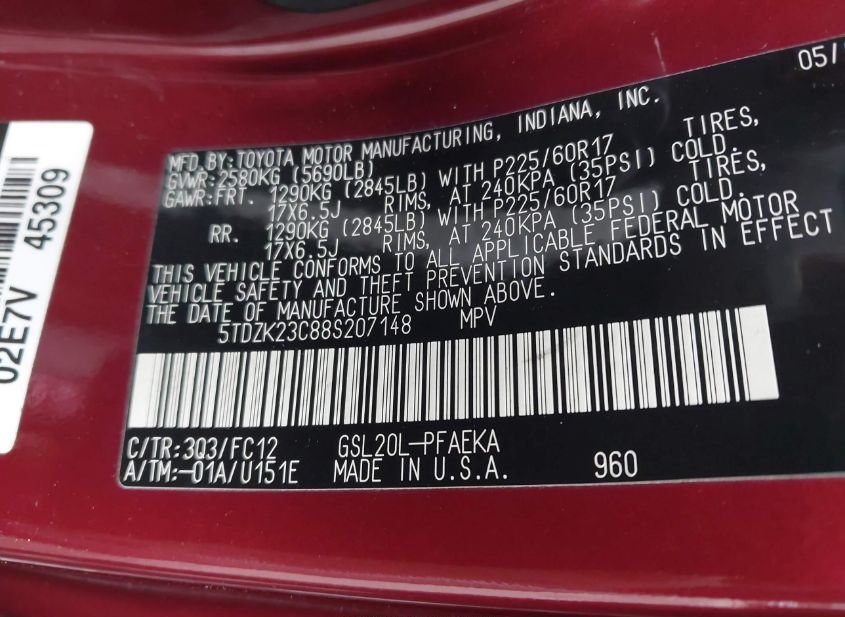 05/
MFD.BY:TOYOTA MOTOR MANUFACTURING, INDIANA, INC.
GVWR:2580KG (5690LB)
GAWR:FRT. 1290KG (2845LB) WITH P225/60R17 TIRES,
17X6.5J RIMS, AT 240KPA (35PSI) COLD.
RR. 1290KG (2845LB) WITH P225/60R17 TIRES,
17X6.5J RIMS, AT 240KPA (35PSI) COLD.
THIS VEHICLE CONFORMS TO ALL APPLICABLE FEDERAL MOTOR
VEHICLE SAFETY AND THEFT PREVENTION STANDARDS IN EFFECT
THE DATE OF MANUFACTURE SHOWN ABOVE.
5TDZK23C88S207148 MPV
C/TR:3Q3/FC12 GSL20L-PFAEKA
A/TM:-01A/U151E MADE IN U.S.A. 960
02E7V 45309